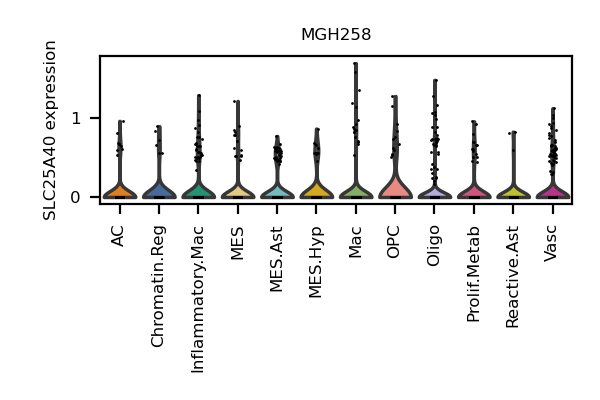 MGH258
SLC25A40 expression
1
0
AC
Chromatin.Reg
Inflammatory.Mac
MES
MES.Ast
MES.Hyp
Mac
OPC
Oligo
Prolif.Metab
Reactive.Ast
Vasc